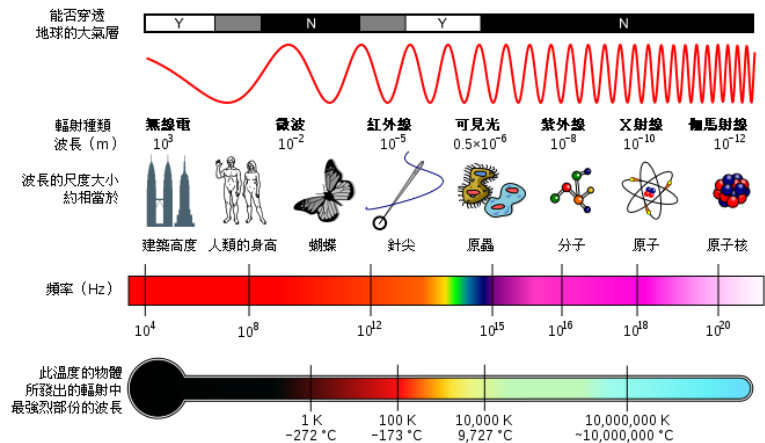 能否穿透
地球的大氣層
Y N Y N
輻射種類
波長（m）
無線電 微波 紅外線 可見光 紫外線 X射線 伽馬射線
10³ 10⁻² 10⁻⁵ 0.5×10⁻⁶ 10⁻⁸ 10⁻¹⁰ 10⁻¹²
波長的尺度大小
約相當於
建築高度 人類的身高 蝴蝶 針尖 原蟲 分子 原子 原子核
頻率（Hz）
10⁴ 10⁸ 10¹² 10¹⁵ 10¹⁶ 10¹⁸ 10²⁰
此溫度的物體
所發出的輻射中
最強烈部份的波長
1 K 100 K 10,000 K 10,000,000 K
−272 °C −173 °C 9,727 °C ~10,000,000 °C